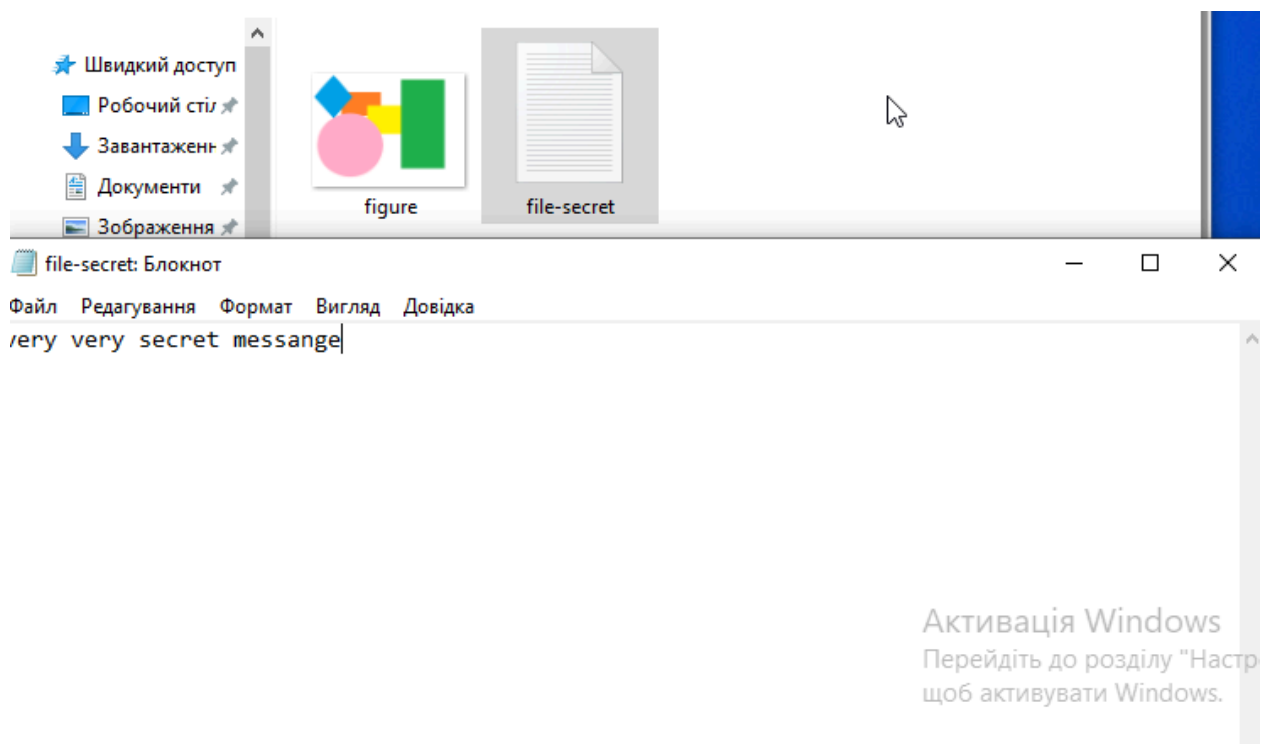 Швидкий доступ
Робочий стіл
Завантаженн
Документи
Зображення
figure
file-secret
file-secret: Блокнот
Файл Редагування Формат Вигляд Довідка
very very secret messange
Активація Windows
Перейдіть до розділу "Настр
щоб активувати Windows.